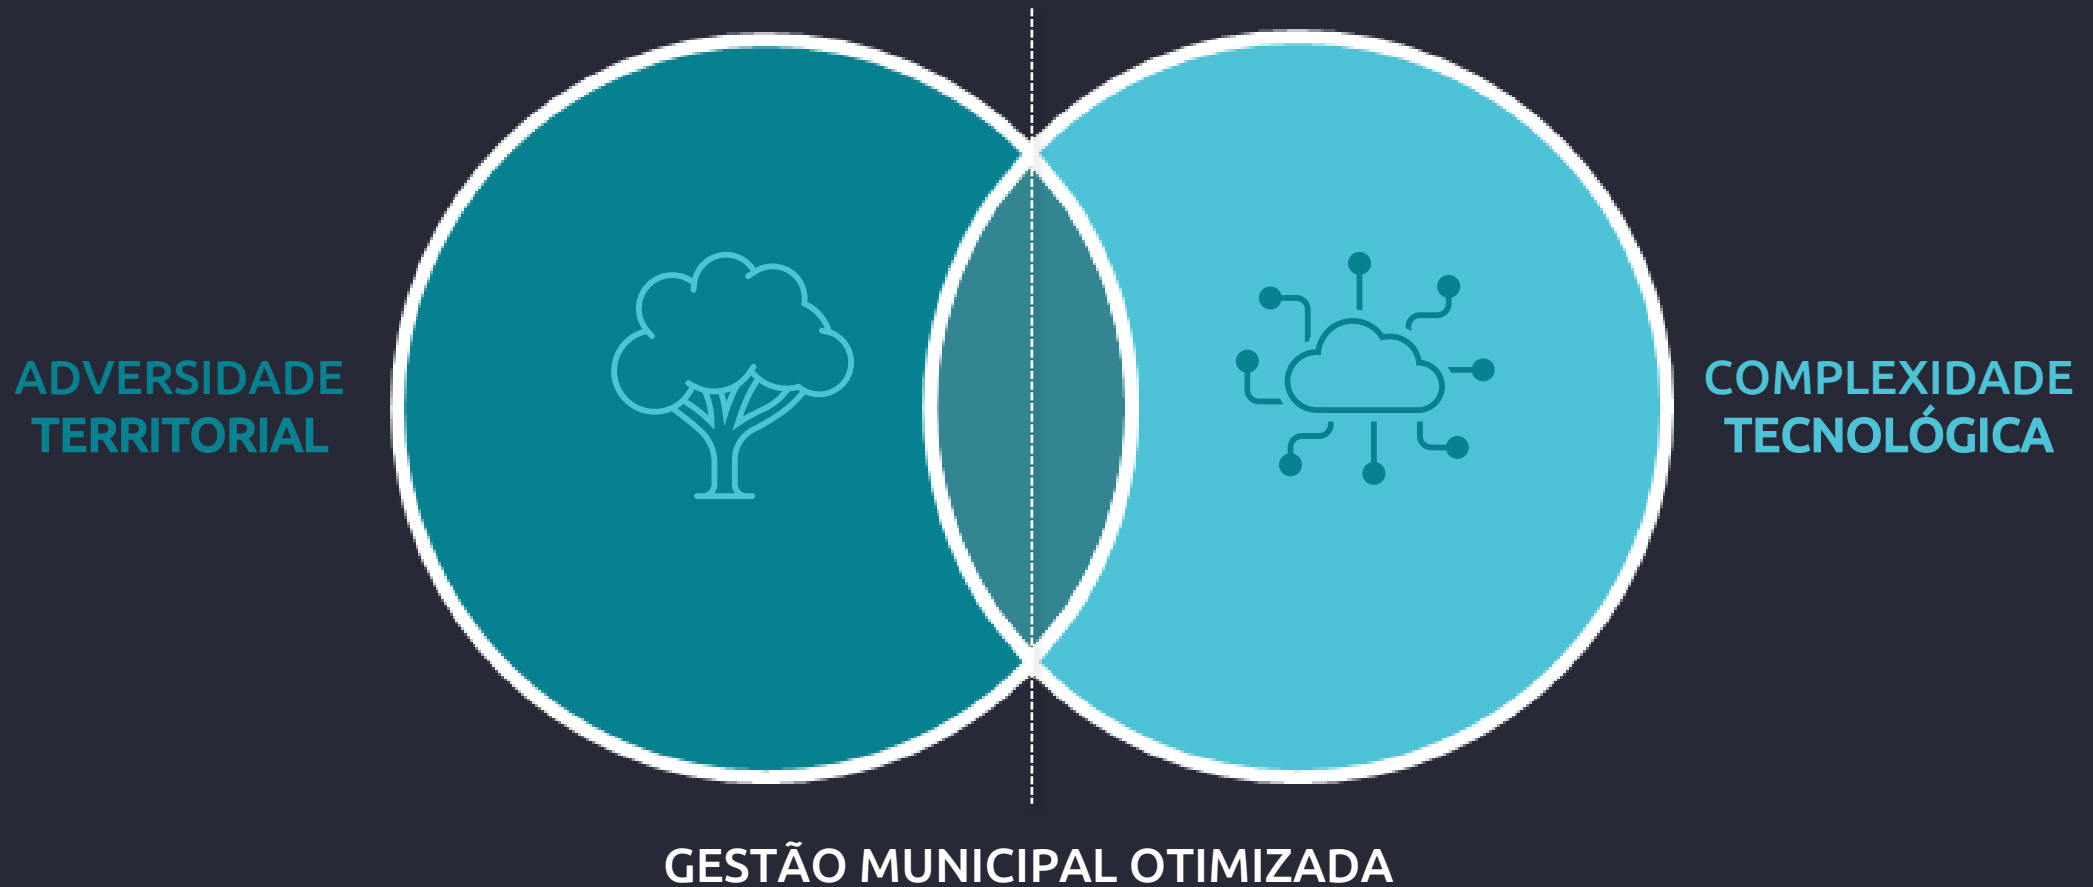 ADVERSIDADE
TERRITORIAL
COMPLEXIDADE
TECNOLÓGICA
GESTÃO MUNICIPAL OTIMIZADA